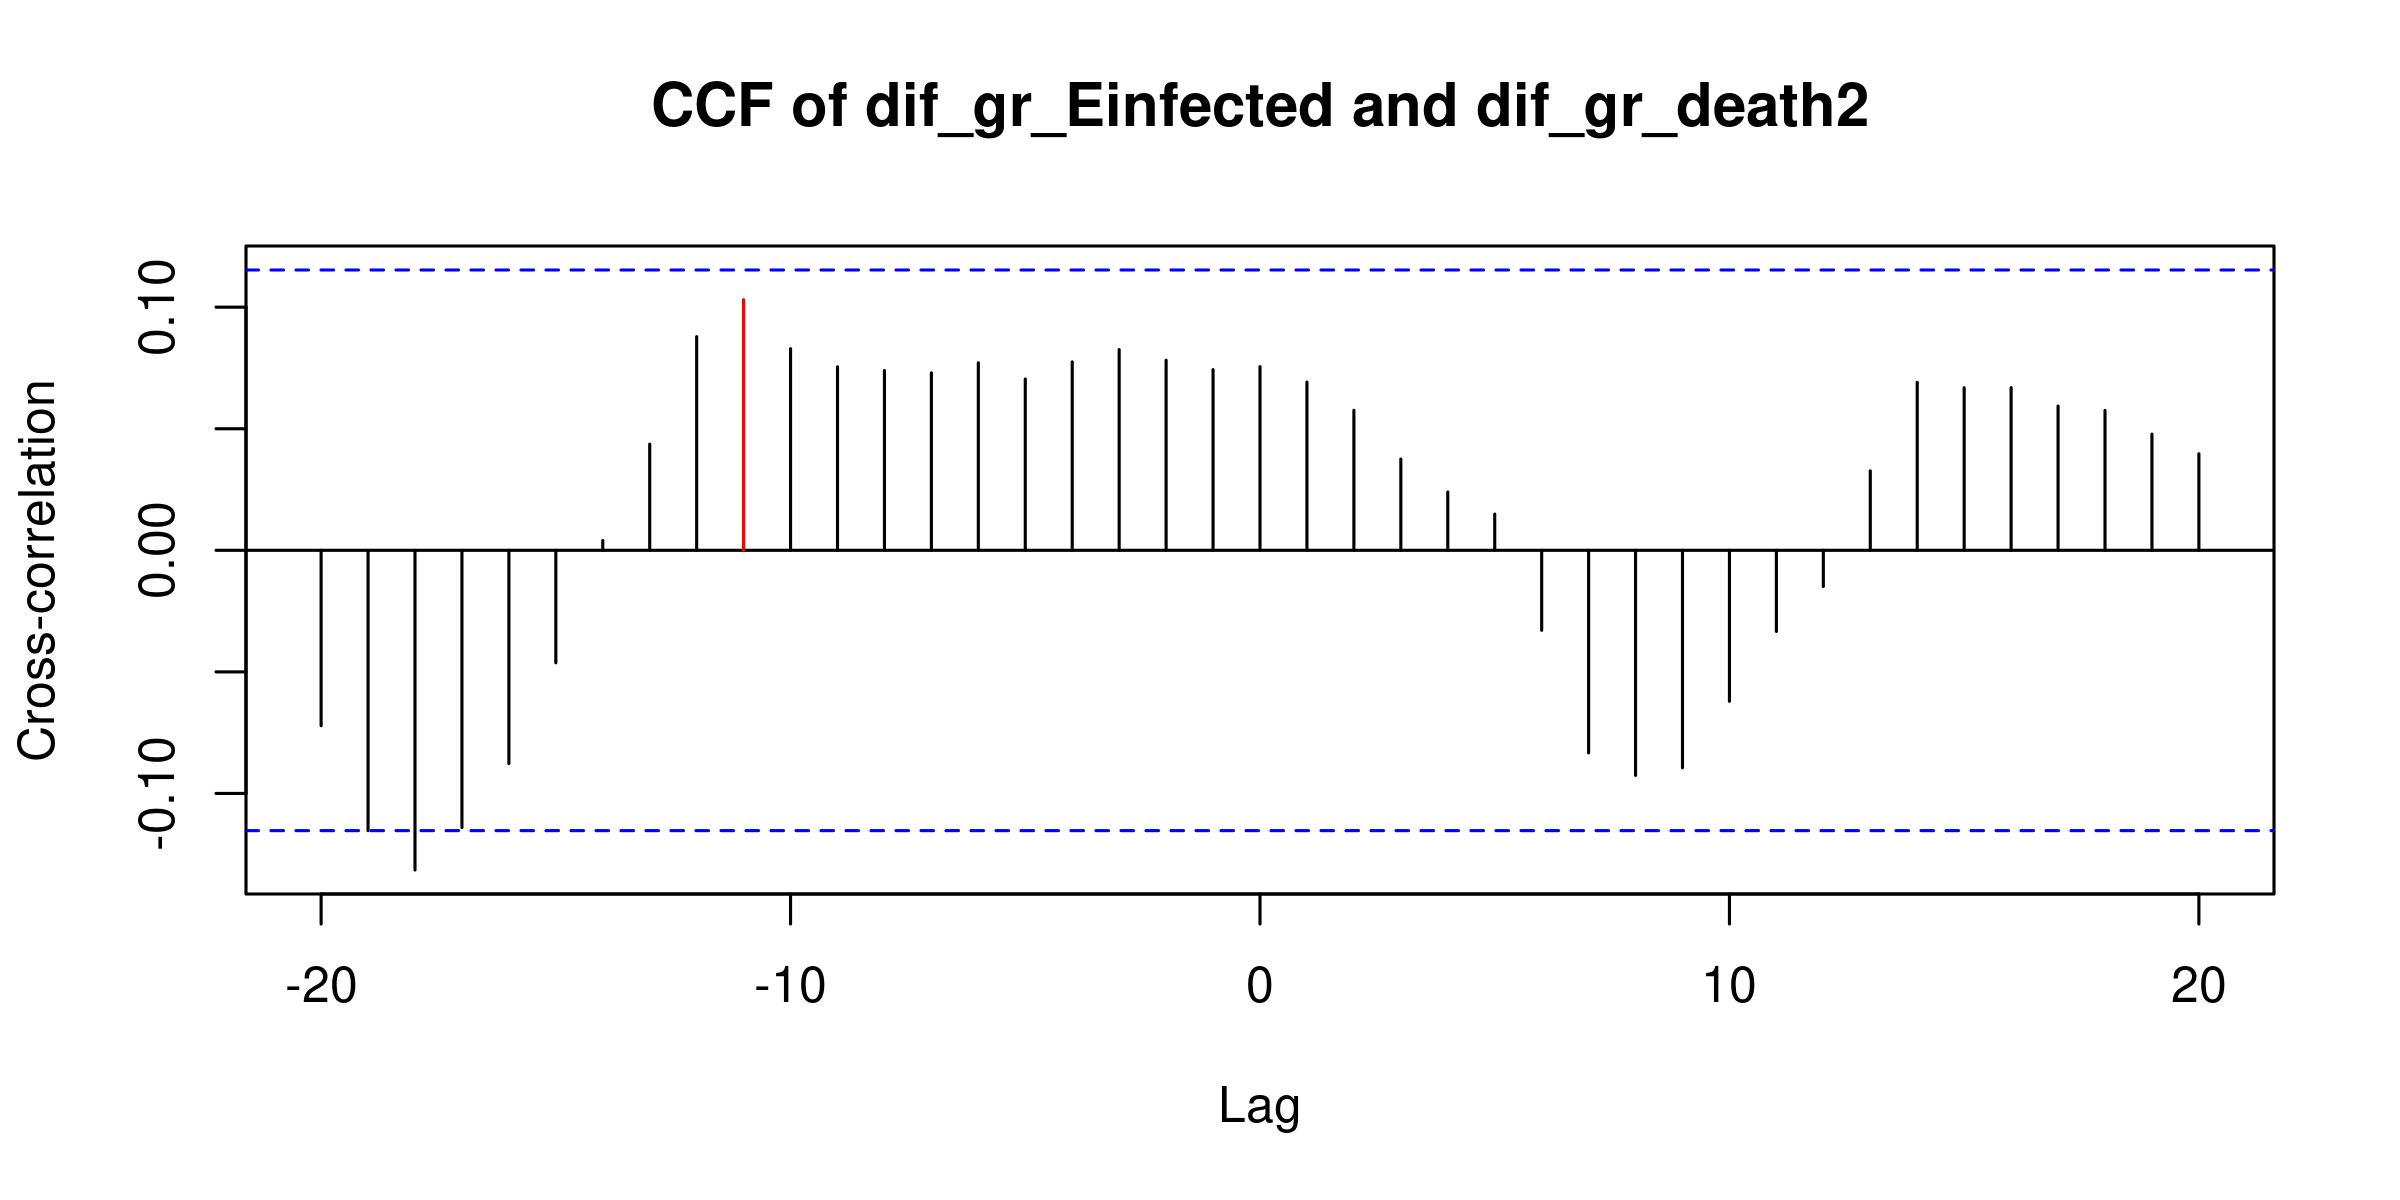 CCF of dif_gr_Einfected and dif_gr_death2
Cross-correlation
0.10
0.00
-0.10
-20 -10 0 10 20
Lag